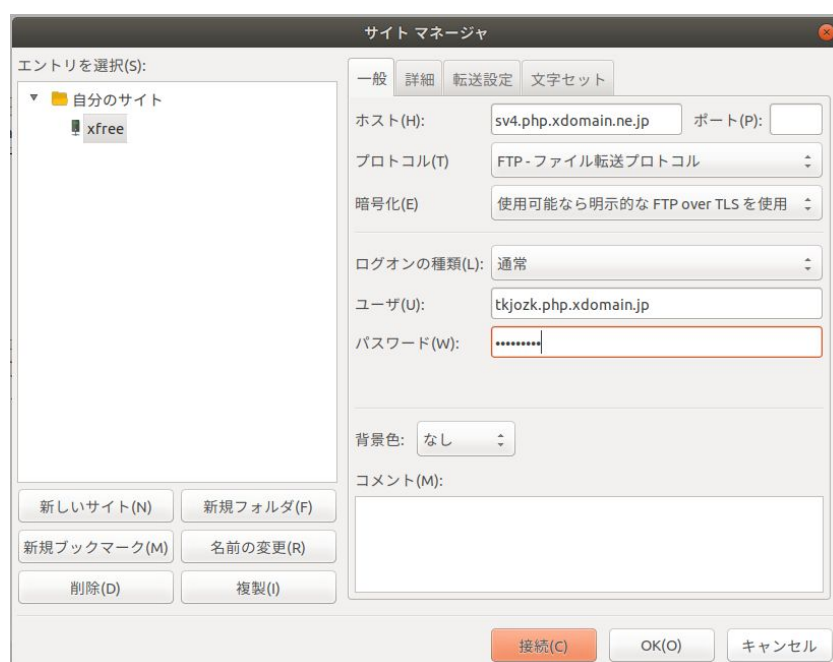 サイト マネージャ
エントリを選択(S):
自分のサイト
xfree
新しいサイト(N)
新規フォルダ(F)
新規ブックマーク(M)
名前の変更(R)
削除(D)
複製(I)
一般
詳細
転送設定
文字セット
ホスト(H):
sv4.php.xdomain.ne.jp
ポート(P):
プロトコル(T)
FTP - ファイル転送プロトコル
暗号化(E)
使用可能なら明示的な FTP over TLS を使用
ログオンの種類(L):
通常
ユーザ(U):
tkjozk.php.xdomain.jp
パスワード(W):
•••••••••
背景色:
なし
コメント(M):
接続(C)
OK(O)
キャンセル